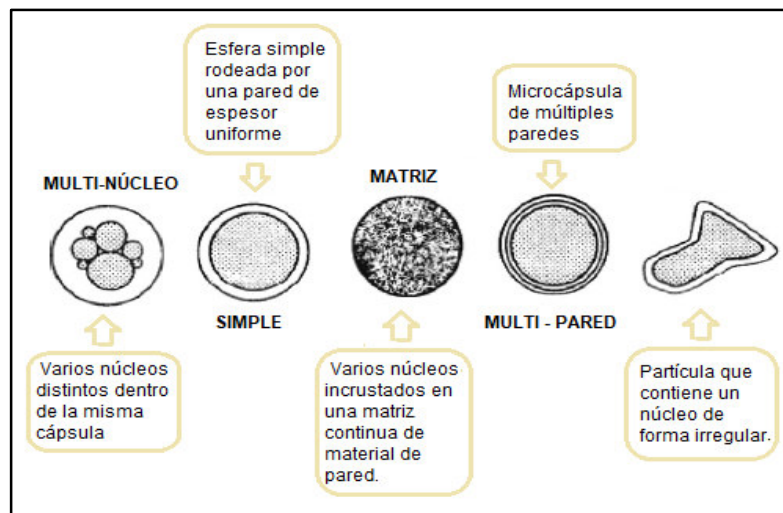 Esfera simple
rodeada por
una pared de
espesor
uniforme
Microcápsula
de múltiples
paredes
MULTI-NÚCLEO
MATRIZ
SIMPLE
MULTI - PARED
Varios núcleos
distintos dentro
de la misma
cápsula
Varios núcleos
incrustados en
una matriz
continua de
material de
pared.
Partícula que
contiene un
núcleo de
forma irregular.